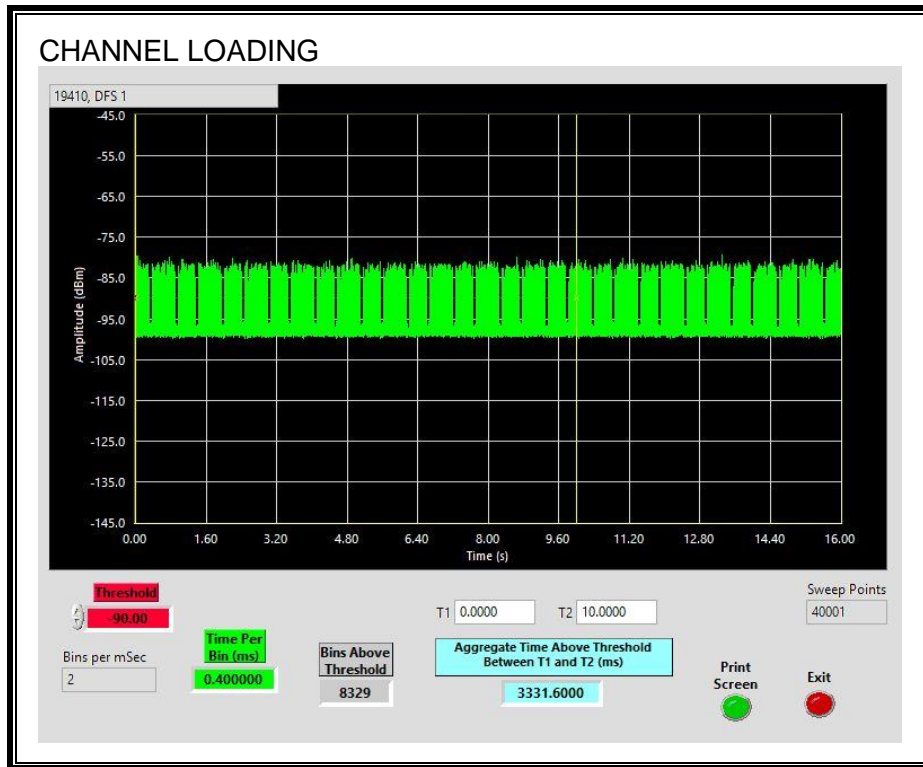 CHANNEL LOADING
19410, DFS 1
-45.0
-55.0
-65.0
-75.0
-85.0
-95.0
-105.0
-115.0
-125.0
-135.0
-145.0
Amplitude (dBm)
0.00 1.60 3.20 4.80 6.40 8.00 9.60 11.20 12.80 14.40 16.00
Time (s)
Threshold
-90.00
Bins per mSec
2
Time Per
Bin (ms)
0.400000
Bins Above
Threshold
8329
T1 0.0000 T2 10.0000
Aggregate Time Above Threshold
Between T1 and T2 (ms)
3331.6000
Sweep Points
40001
Print
Screen
Exit